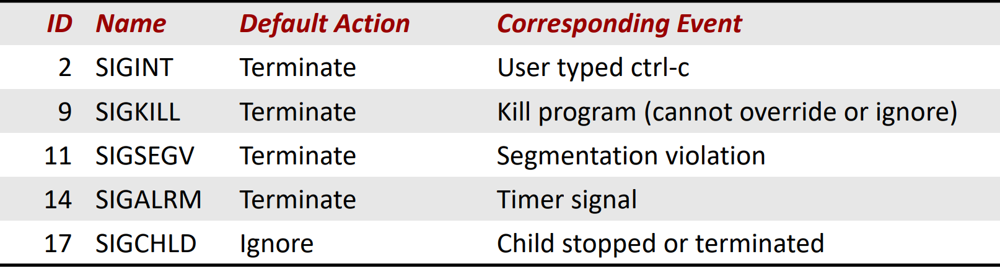 ID Name Default Action Corresponding Event
2 SIGINT Terminate User typed ctrl-c
9 SIGKILL Terminate Kill program (cannot override or ignore)
11 SIGSEGV Terminate Segmentation violation
14 SIGALRM Terminate Timer signal
17 SIGCHLD Ignore Child stopped or terminated